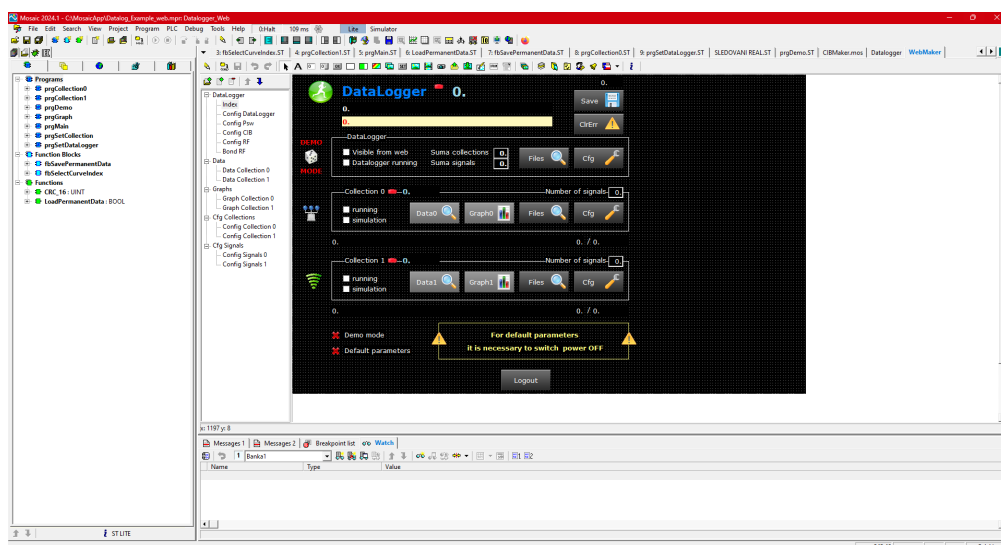 Mosaic 2024.1 - C:\MosaicApp\Datalog_Example_web.mpr: Datalogger_Web
File Edit Search View Project Program PLC Debug Tools Help 0:Halt 109 ms Lite Simulator
3: fbSelectCurveIndex.ST 4: prgCollection1.ST 5: prgMain.ST 6: LoadPermanentData.ST 7: fbSavePermanentData.ST 8: prgCollection0.ST 9: prgSetDataLogger.ST SLEDOVANI REAL.ST prgDemo.ST CIBMaker.mos Datalogger WebMaker
Programs
prgCollection0
prgCollection1
prgDemo
prgGraph
prgMain
prgSetCollection
prgSetDataLogger
Function Blocks
fbSavePermanentData
fbSelectCurveIndex
Functions
CRC_16 : UINT
LoadPermanentData : BOOL
ST LITE
DataLogger
Index
Config DataLogger
Config Psw
Config CIB
Config RF
Bond RF
Data
Data Collection 0
Data Collection 1
Graphs
Graph Collection 0
Graph Collection 1
Cfg Collections
Config Collection 0
Config Collection 1
Cfg Signals
Config Signals 0
Config Signals 1
DataLogger 0.
0.
0.
0.
Save
ClrErr
DEMO
MODE
DataLogger
Visible from web Suma collections 0.
Datalogger running Suma signals 0.
Files Cfg
Collection 0 0. Number of signals 0.
running
simulation
Data0 Graph0 Files Cfg
0. 0. / 0.
Collection 1 0. Number of signals 0.
running
simulation
Data1 Graph1 Files Cfg
0. 0. / 0.
Demo mode
Default parameters
For default parameters
it is necessary to switch power OFF
Logout
x: 1197 y: 8
Messages 1 Messages 2 Breakpoint list Watch
1 Banka1
Name Type Value